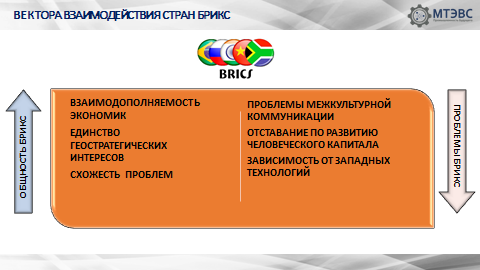 ВЕКТОРА ВЗАИМОДЕЙСТВИЯ СТРАН БРИКС
МТЭВС
BRICS
ОБЩНОСТЬ БРИКС
ВЗАИМОДОПОЛНЯЕМОСТЬ
ЭКОНОМИК
ЕДИНСТВО
ГЕОСТРАТЕГИЧЕСКИХ
ИНТЕРЕСОВ
СХОЖЕСТЬ ПРОБЛЕМ
ПРОБЛЕМЫ МЕЖКУЛЬТУРНОЙ
КОММУНИКАЦИИ
ОТСТАВАНИЕ ПО РАЗВИТИЮ
ЧЕЛОВЕЧЕСКОГО КАПИТАЛА
ЗАВИСИМОСТЬ ОТ ЗАПАДНЫХ
ТЕХНОЛОГИЙ
ПРОБЛЕМЫ БРИКС